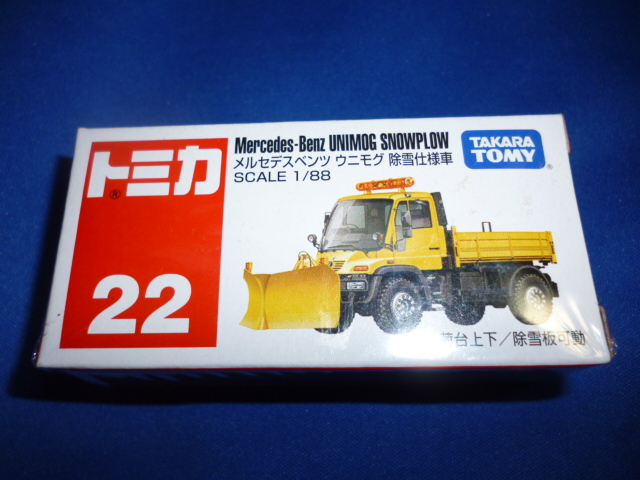 トミカ
®
22
Mercedes-Benz UNIMOG SNOWPLOW
メルセデスベンツ ウニモグ 除雪仕様車
SCALE 1/88
TAKARA
TOMY
荷台上下/除雪板可動